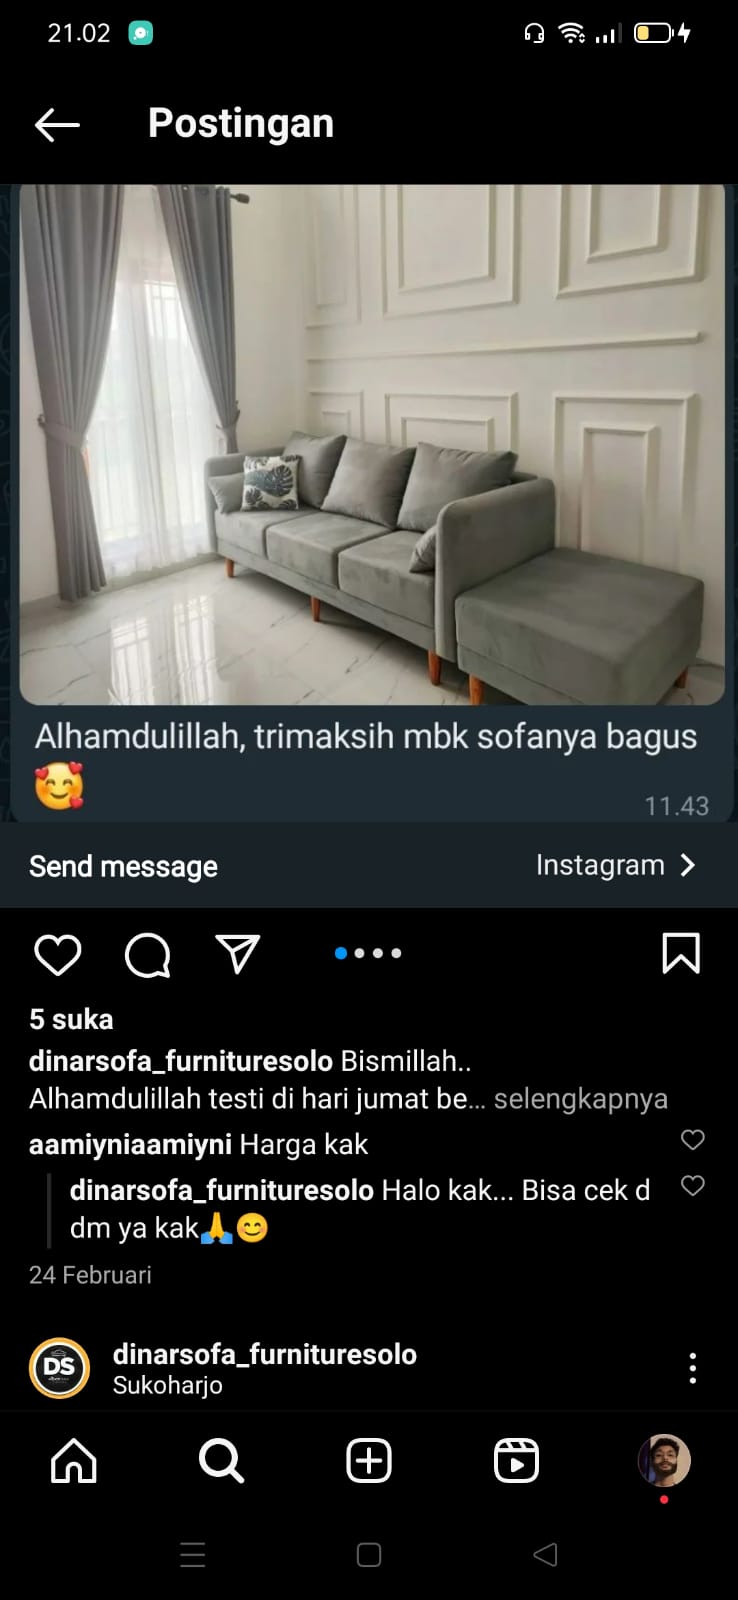 21.02
Postingan
Alhamdulillah, trimaksih mbk sofanya bagus
🥰
11.43
Send message
Instagram
5 suka
dinarsofa_furnituresolo Bismillah..
Alhamdulillah testi di hari jumat be... selengkapnya
aamiyniaamiyni Harga kak
dinarsofa_furnituresolo Halo kak... Bisa cek d
dm ya kak🙏😊
24 Februari
DS
dinarsofa_furnituresolo
Sukoharjo